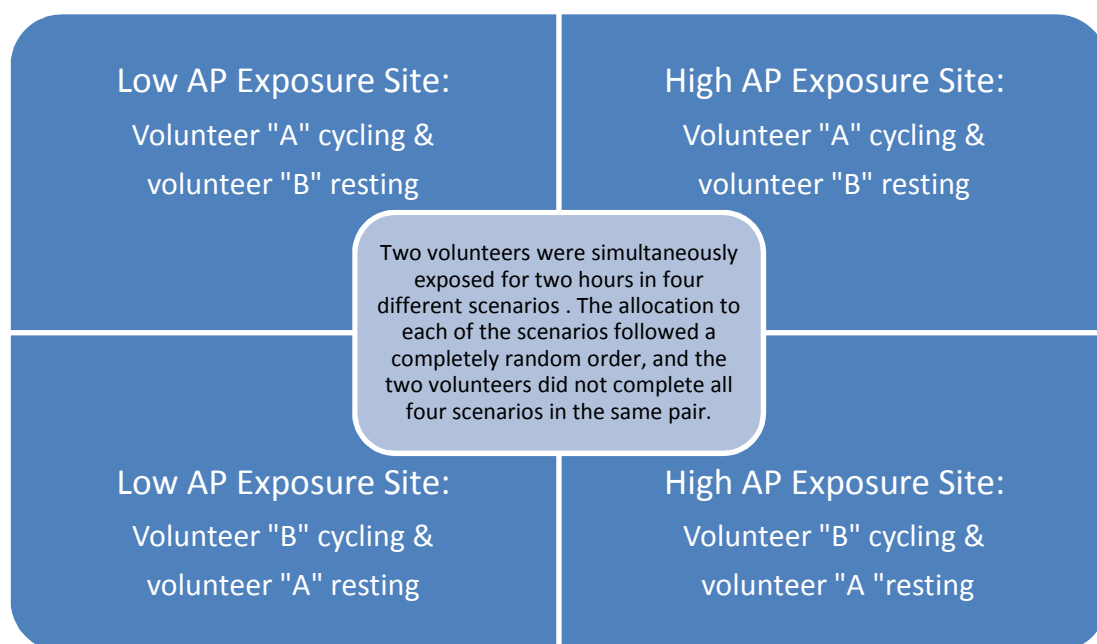 Low AP Exposure Site:
Volunteer "A" cycling &
volunteer "B" resting
High AP Exposure Site:
Volunteer "A" cycling &
volunteer "B" resting
Two volunteers were simultaneously
exposed for two hours in four
different scenarios . The allocation to
each of the scenarios followed a
completely random order, and the
two volunteers did not complete all
four scenarios in the same pair.
Low AP Exposure Site:
Volunteer "B" cycling &
volunteer "A" resting
High AP Exposure Site:
Volunteer "B" cycling &
volunteer "A "resting